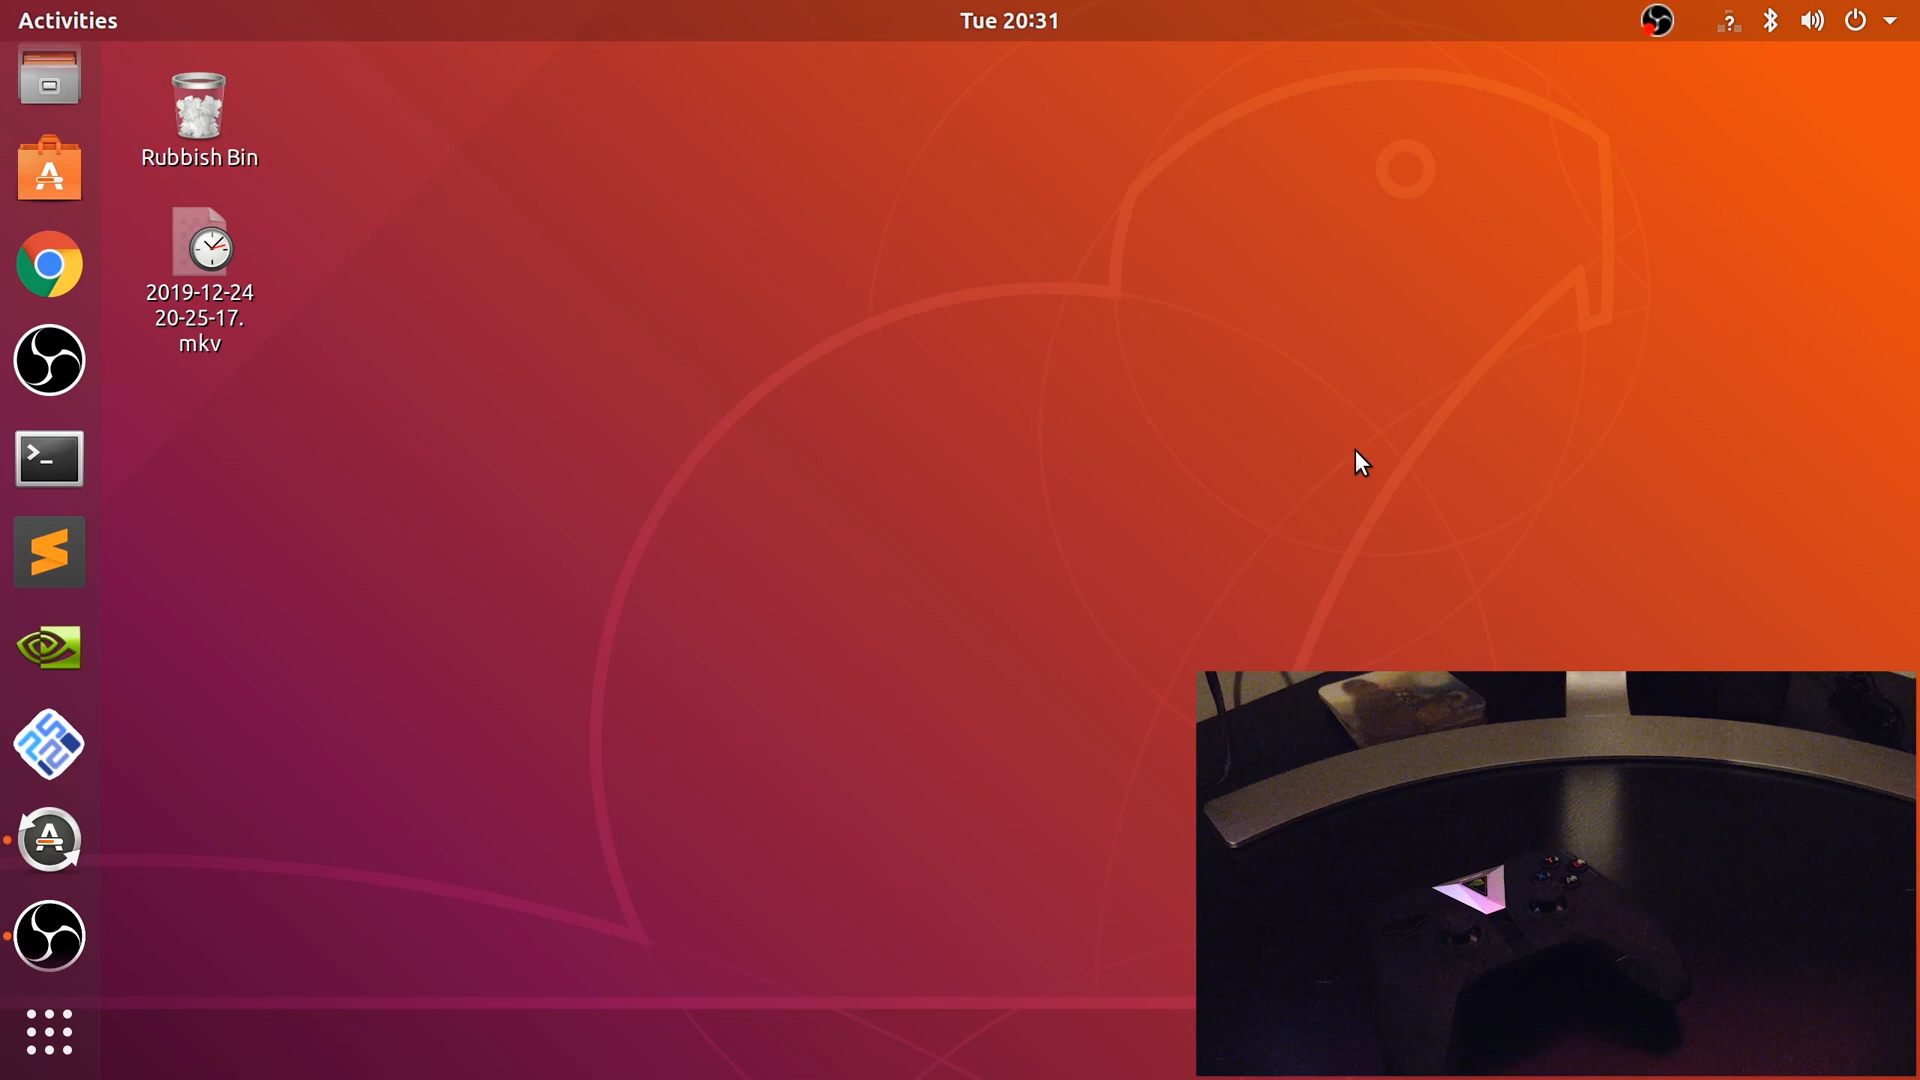 Activities
Tue 20:31
Rubbish Bin
2019-12-24
20-25-17.
mkv